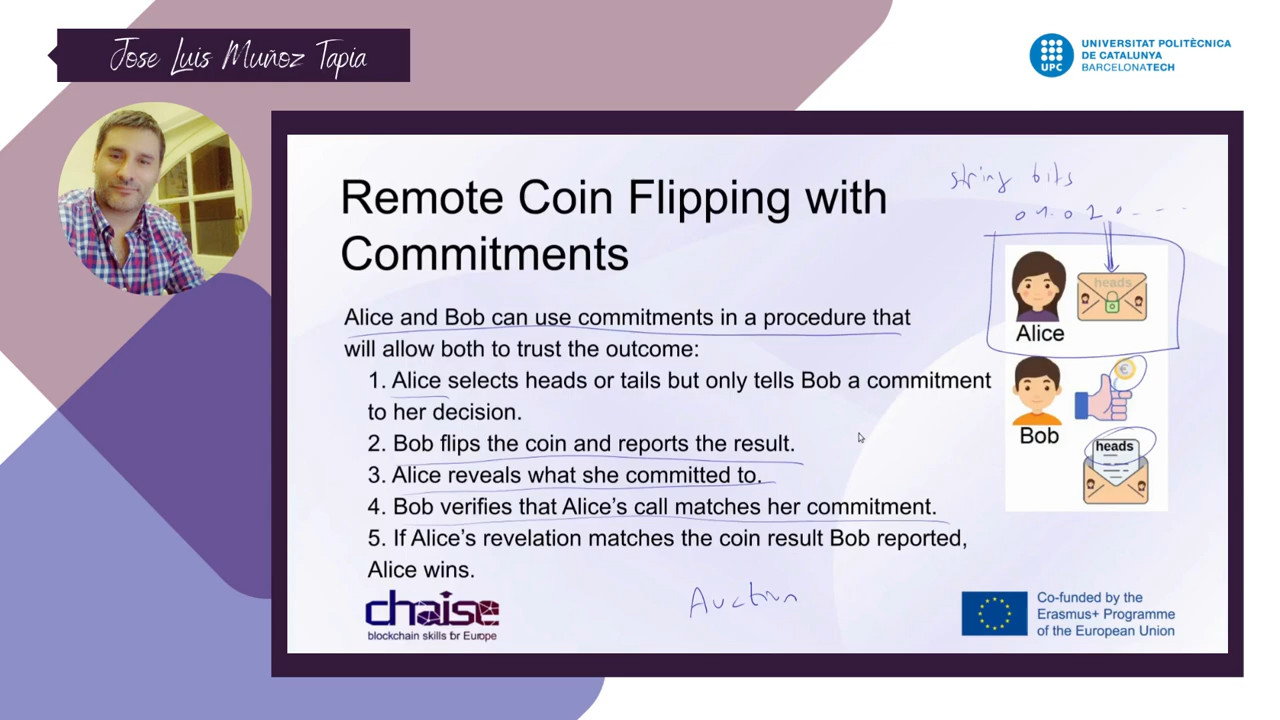 Jose Luis Muñoz Tapia
UPC
UNIVERSITAT POLITÈCNICA
DE CATALUNYA
BARCELONATECH
Remote Coin Flipping with
Commitments
string bits
Alice and Bob can use commitments in a procedure that
will allow both to trust the outcome:
1. Alice selects heads or tails but only tells Bob a commitment
to her decision.
2. Bob flips the coin and reports the result.
3. Alice reveals what she committed to.
4. Bob verifies that Alice’s call matches her commitment.
5. If Alice’s revelation matches the coin result Bob reported,
Alice wins.
heads
Alice
€
Bob
heads
Auction
chaise
blockchain skills for Europe
Co-funded by the
Erasmus+ Programme
of the European Union